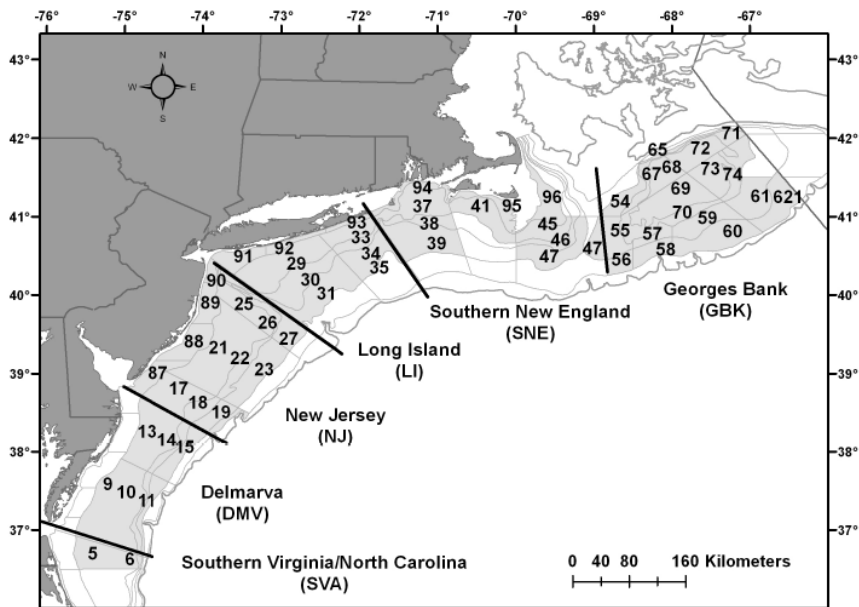 -76° -75° -74° -73° -72° -71° -70° -69° -68° -67°
43° 43°
N
W E
S
42° 42°
71
65 72
68 73
67 74
94 69
37 41 95 96 54 61 621
41° 41°
93 38 45 70 59
33 39 46 55 57 60
92 34 47 47 56 58
91 29 35
90 30
40° 31 40°
89 25
26
88 21 27
22
87 23
39° 39°
17
18
19
13
14
15
38° 38°
9
10
11
37° 37°
5
6
Georges Bank
(GBK)
Southern New England
(SNE)
Long Island
(LI)
New Jersey
(NJ)
Delmarva
(DMV)
Southern Virginia/North Carolina
(SVA)
0 40 80 160 Kilometers